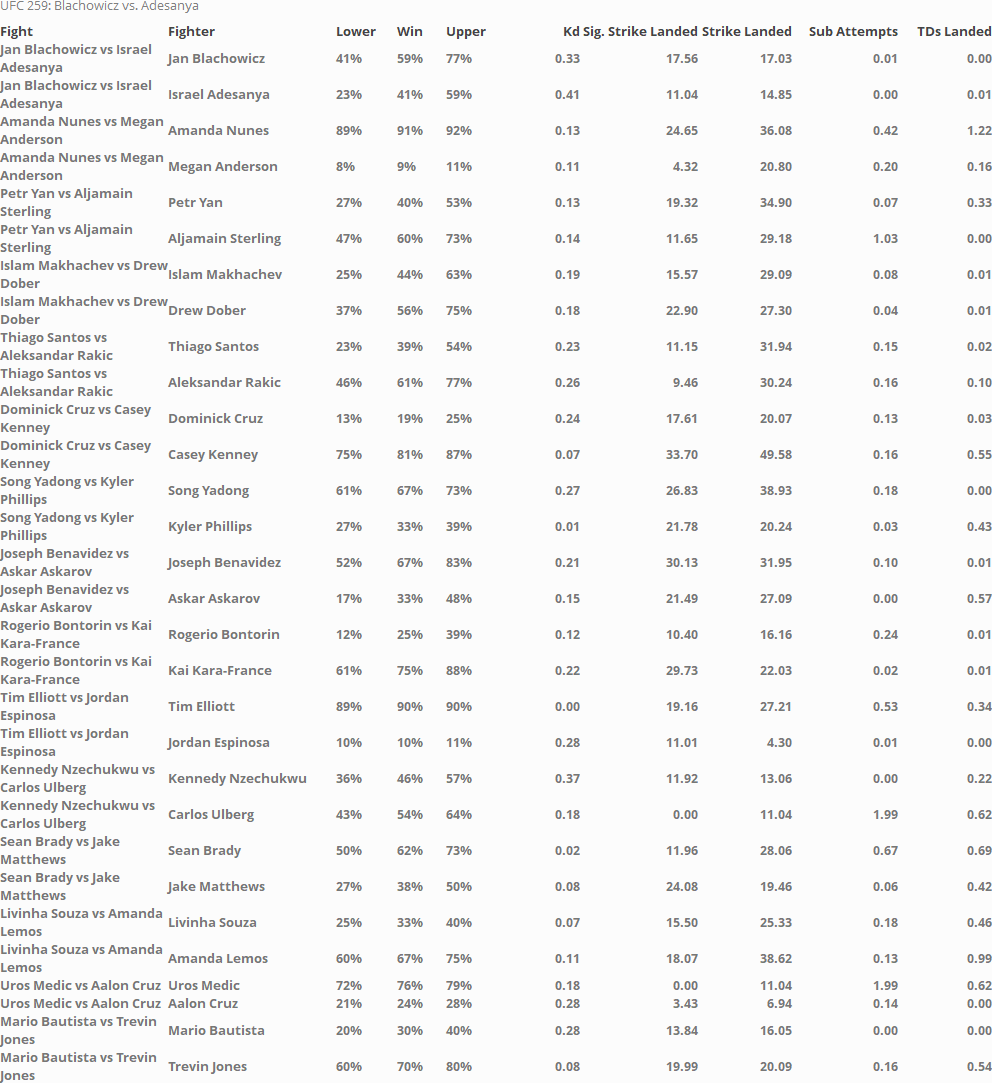 UFC 259: Blachowicz vs. Adesanya
Fight Fighter Lower Win Upper Kd Sig. Strike Landed Strike Landed Sub Attempts TDs Landed
Jan Blachowicz vs Israel
Adesanya
Jan Blachowicz 41% 59% 77% 0.33 17.56 17.03 0.01 0.00
Jan Blachowicz vs Israel
Adesanya
Israel Adesanya 23% 41% 59% 0.41 11.04 14.85 0.00 0.01
Amanda Nunes vs Megan
Anderson
Amanda Nunes 89% 91% 92% 0.13 24.65 36.08 0.42 1.22
Amanda Nunes vs Megan
Anderson
Megan Anderson 8% 9% 11% 0.11 4.32 20.80 0.20 0.16
Petr Yan vs Aljamain
Sterling
Petr Yan 27% 40% 53% 0.13 19.32 34.90 0.07 0.33
Petr Yan vs Aljamain
Sterling
Aljamain Sterling 47% 60% 73% 0.14 11.65 29.18 1.03 0.00
Islam Makhachev vs Drew
Dober
Islam Makhachev 25% 44% 63% 0.19 15.57 29.09 0.08 0.01
Islam Makhachev vs Drew
Dober
Drew Dober 37% 56% 75% 0.18 22.90 27.30 0.04 0.01
Thiago Santos vs
Aleksandar Rakic
Thiago Santos 23% 39% 54% 0.23 11.15 31.94 0.15 0.02
Thiago Santos vs
Aleksandar Rakic
Aleksandar Rakic 46% 61% 77% 0.26 9.46 30.24 0.16 0.10
Dominick Cruz vs Casey
Kenney
Dominick Cruz 13% 19% 25% 0.24 17.61 20.07 0.13 0.03
Dominick Cruz vs Casey
Kenney
Casey Kenney 75% 81% 87% 0.07 33.70 49.58 0.16 0.55
Song Yadong vs Kyler
Phillips
Song Yadong 61% 67% 73% 0.27 26.83 38.93 0.18 0.00
Song Yadong vs Kyler
Phillips
Kyler Phillips 27% 33% 39% 0.01 21.78 20.24 0.03 0.43
Joseph Benavidez vs
Askar Askarov
Joseph Benavidez 52% 67% 83% 0.21 30.13 31.95 0.10 0.01
Joseph Benavidez vs
Askar Askarov
Askar Askarov 17% 33% 48% 0.15 21.49 27.09 0.00 0.57
Rogerio Bontorin vs Kai
Kara-France
Rogerio Bontorin 12% 25% 39% 0.12 10.40 16.16 0.24 0.01
Rogerio Bontorin vs Kai
Kara-France
Kai Kara-France 61% 75% 88% 0.22 29.73 22.03 0.02 0.01
Tim Elliott vs Jordan
Espinosa
Tim Elliott 89% 90% 90% 0.00 19.16 27.21 0.53 0.34
Tim Elliott vs Jordan
Espinosa
Jordan Espinosa 10% 10% 11% 0.28 11.01 4.30 0.01 0.00
Kennedy Nzechukwu vs
Carlos Ulberg
Kennedy Nzechukwu 36% 46% 57% 0.37 11.92 13.06 0.00 0.22
Kennedy Nzechukwu vs
Carlos Ulberg
Carlos Ulberg 43% 54% 64% 0.18 0.00 11.04 1.99 0.62
Sean Brady vs Jake
Matthews
Sean Brady 50% 62% 73% 0.02 11.96 28.06 0.67 0.69
Sean Brady vs Jake
Matthews
Jake Matthews 27% 38% 50% 0.08 24.08 19.46 0.06 0.42
Livinha Souza vs Amanda
Lemos
Livinha Souza 25% 33% 40% 0.07 15.50 25.33 0.18 0.46
Livinha Souza vs Amanda
Lemos
Amanda Lemos 60% 67% 75% 0.11 18.07 38.62 0.13 0.99
Uros Medic vs Aalon Cruz Uros Medic 72% 76% 79% 0.18 0.00 11.04 1.99 0.62
Uros Medic vs Aalon Cruz Aalon Cruz 21% 24% 28% 0.28 3.43 6.94 0.14 0.00
Mario Bautista vs Trevin
Jones
Mario Bautista 20% 30% 40% 0.28 13.84 16.05 0.00 0.00
Mario Bautista vs Trevin
Jones
Trevin Jones 60% 70% 80% 0.08 19.99 20.09 0.16 0.54